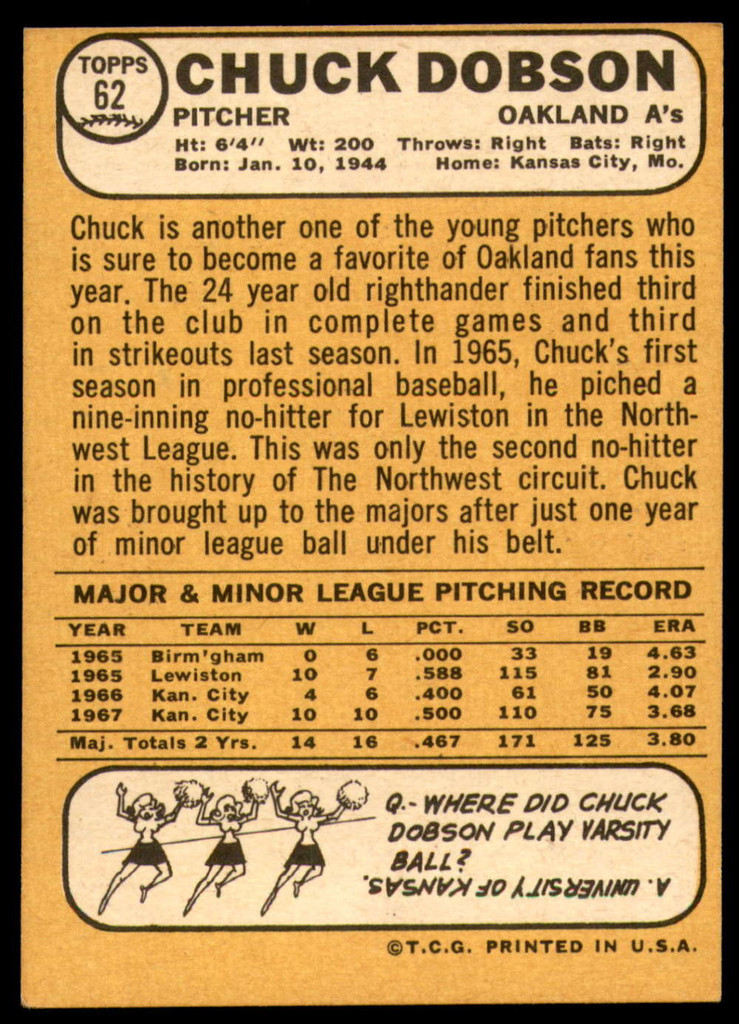 TOPPS
62
CHUCK DOBSON
PITCHER OAKLAND A's
Ht: 6'4" Wt: 200 Throws: Right Bats: Right
Born: Jan. 10, 1944 Home: Kansas City, Mo.
Chuck is another one of the young pitchers who
is sure to become a favorite of Oakland fans this
year. The 24 year old righthander finished third
on the club in complete games and third
in strikeouts last season. In 1965, Chuck's first
season in professional baseball, he piched a
nine-inning no-hitter for Lewiston in the North-
west League. This was only the second no-hitter
in the history of The Northwest circuit. Chuck
was brought up to the majors after just one year
of minor league ball under his belt.
MAJOR & MINOR LEAGUE PITCHING RECORD
YEAR TEAM W L PCT. SO BB ERA
1965 Birm'gham 0 6 .000 33 19 4.63
1965 Lewiston 10 7 .588 115 81 2.90
1966 Kan. City 4 6 .400 61 50 4.07
1967 Kan. City 10 10 .500 110 75 3.68
Maj. Totals 2 Yrs. 14 16 .467 171 125 3.80
Q.- WHERE DID CHUCK
DOBSON PLAY VARSITY
BALL?
A. UNIVERSITY OF KANSAS.
©T.C.G. PRINTED IN U.S.A.